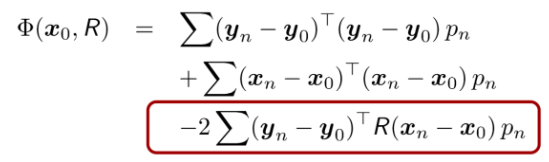 Φ(x₀, R) = ∑(yₙ − y₀)⊤(yₙ − y₀) pₙ
+ ∑(xₙ − x₀)⊤(xₙ − x₀) pₙ
−2 ∑(yₙ − y₀)⊤R(xₙ − x₀) pₙ